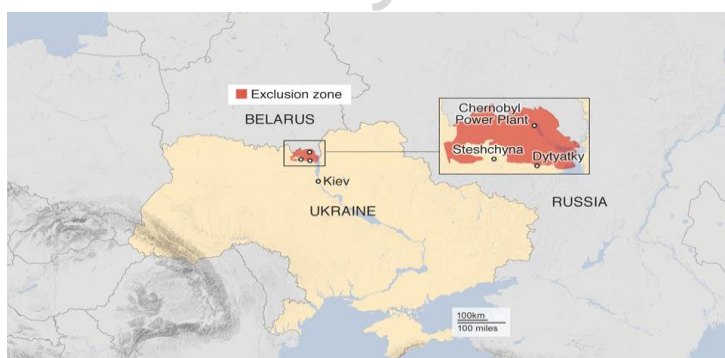 Exclusion zone
BELARUS
Chernobyl
Power Plant
Steshchyna
Dytyatky
Kiev
UKRAINE
RUSSIA
100km
100 miles